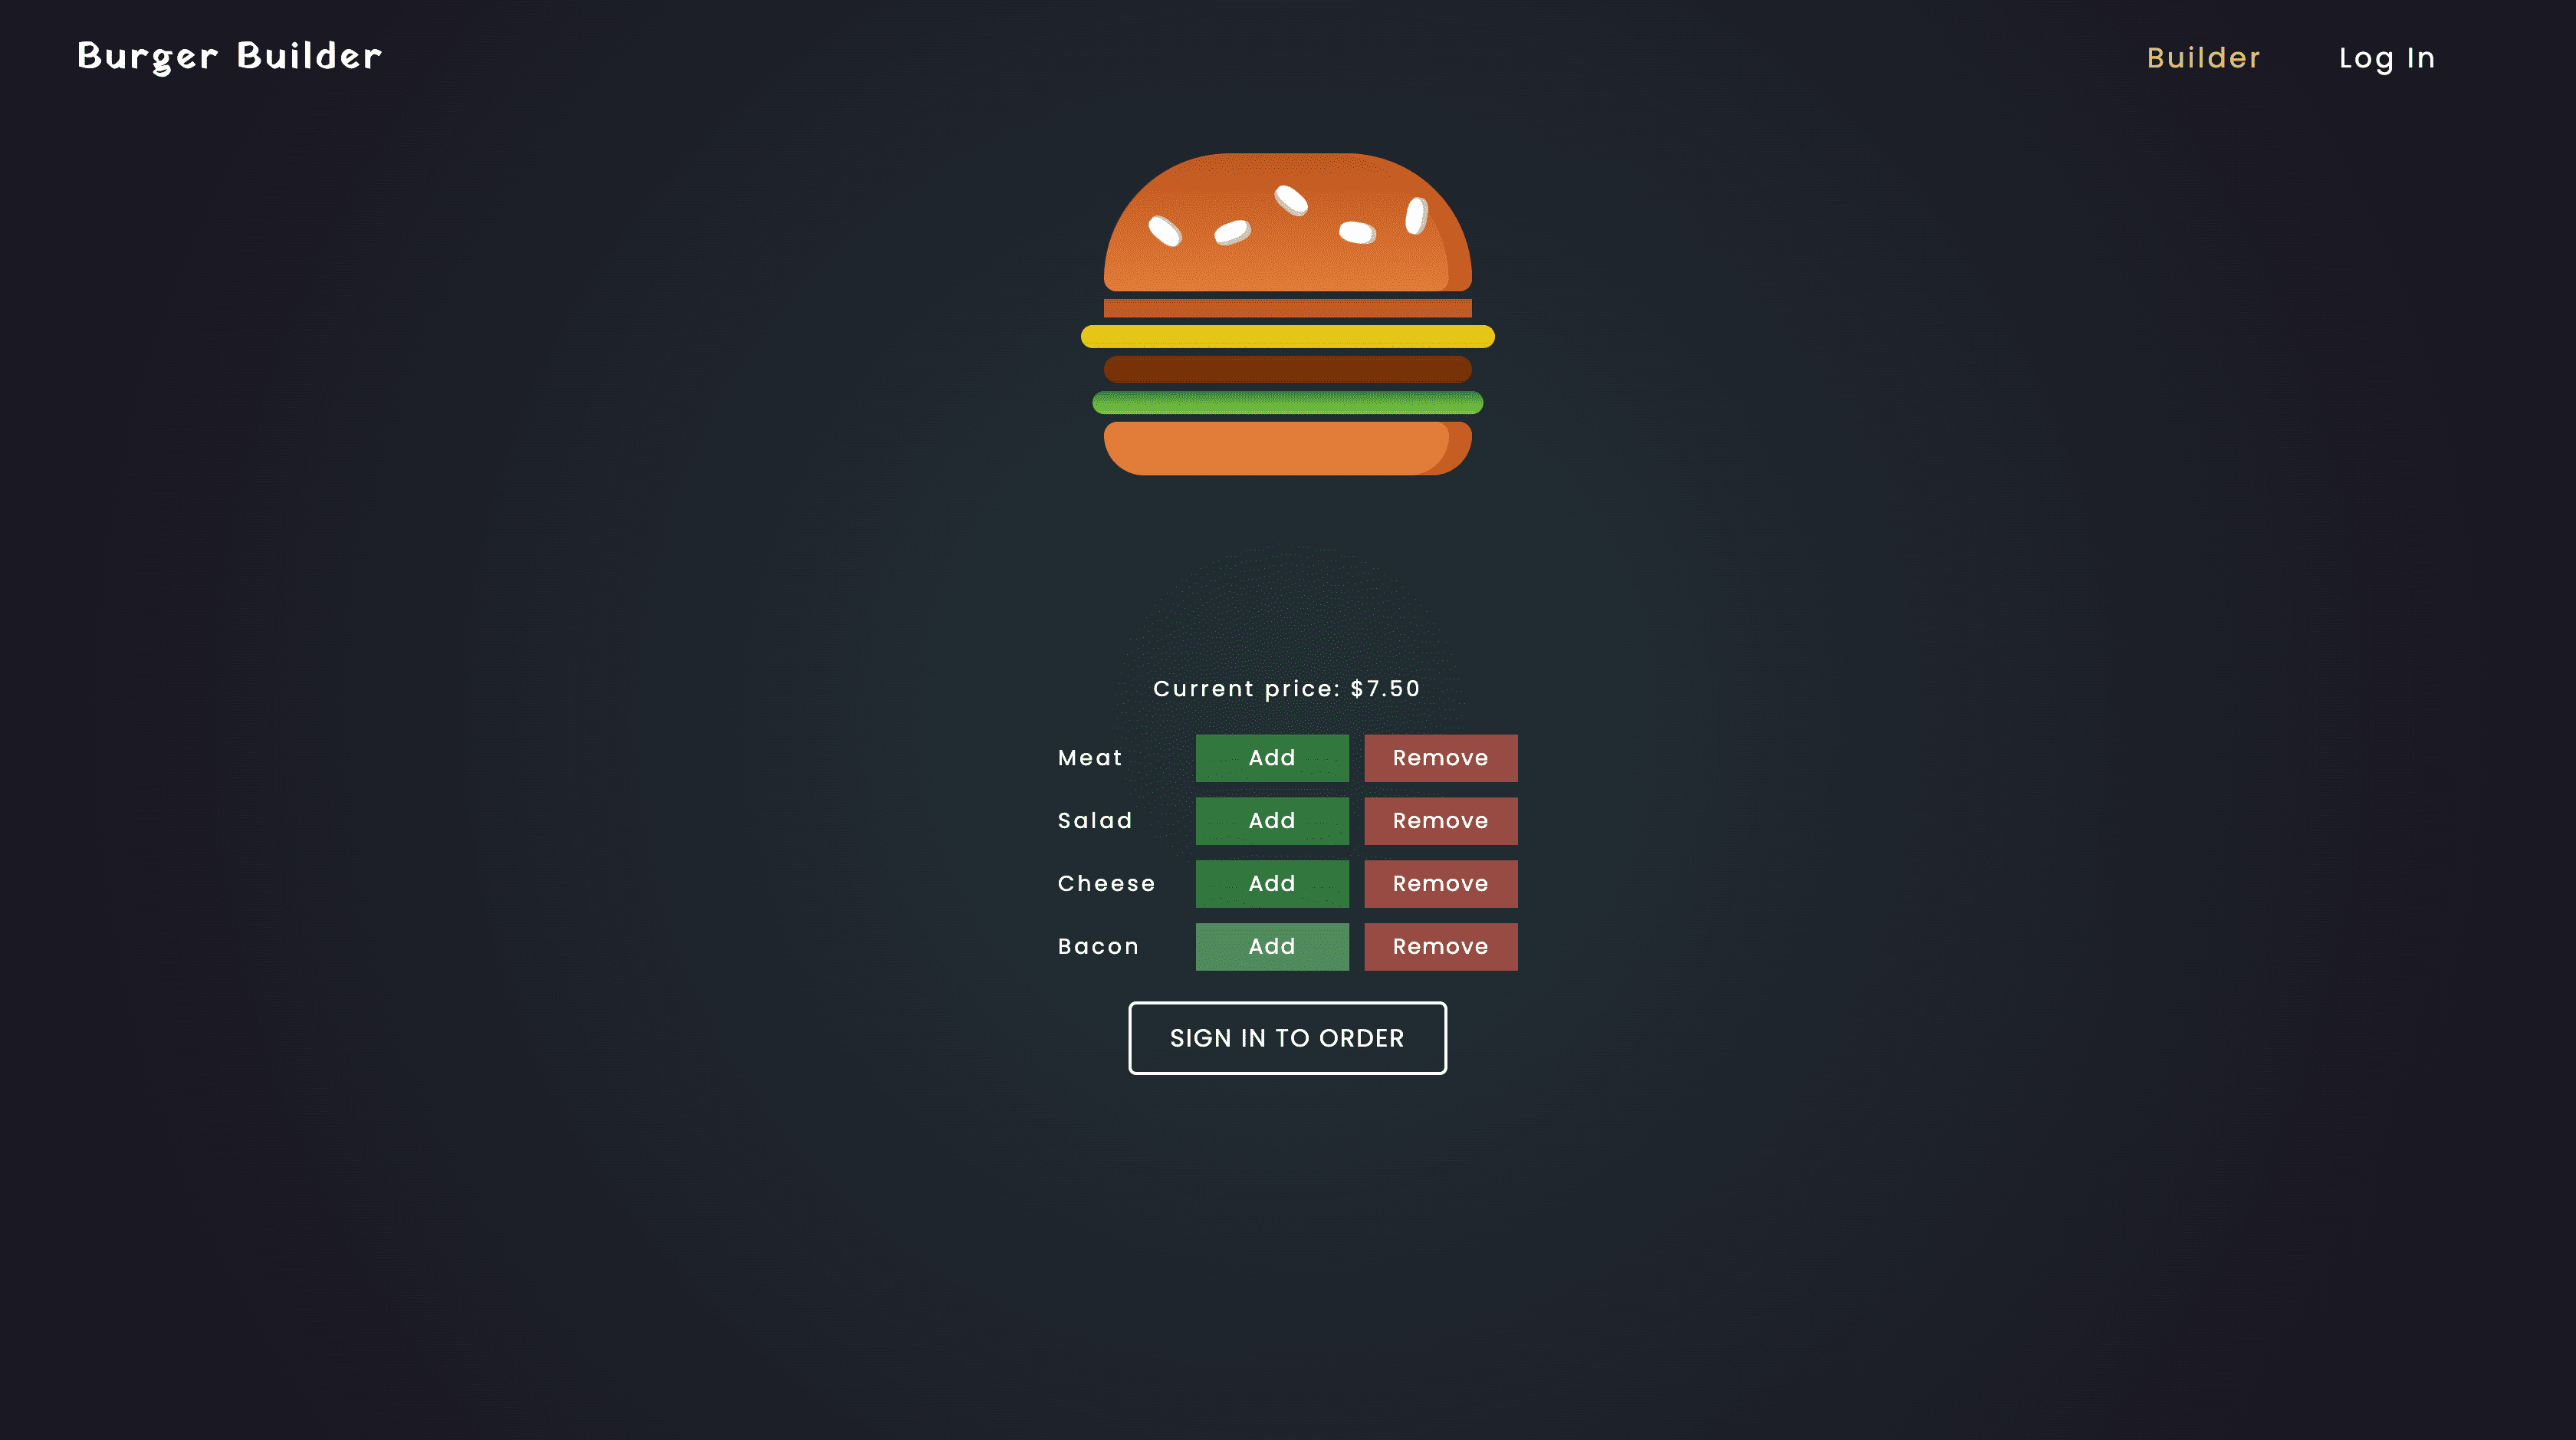 Burger Builder
Builder
Log In
Current price: $7.50
Meat Add Remove
Salad Add Remove
Cheese Add Remove
Bacon Add Remove
SIGN IN TO ORDER